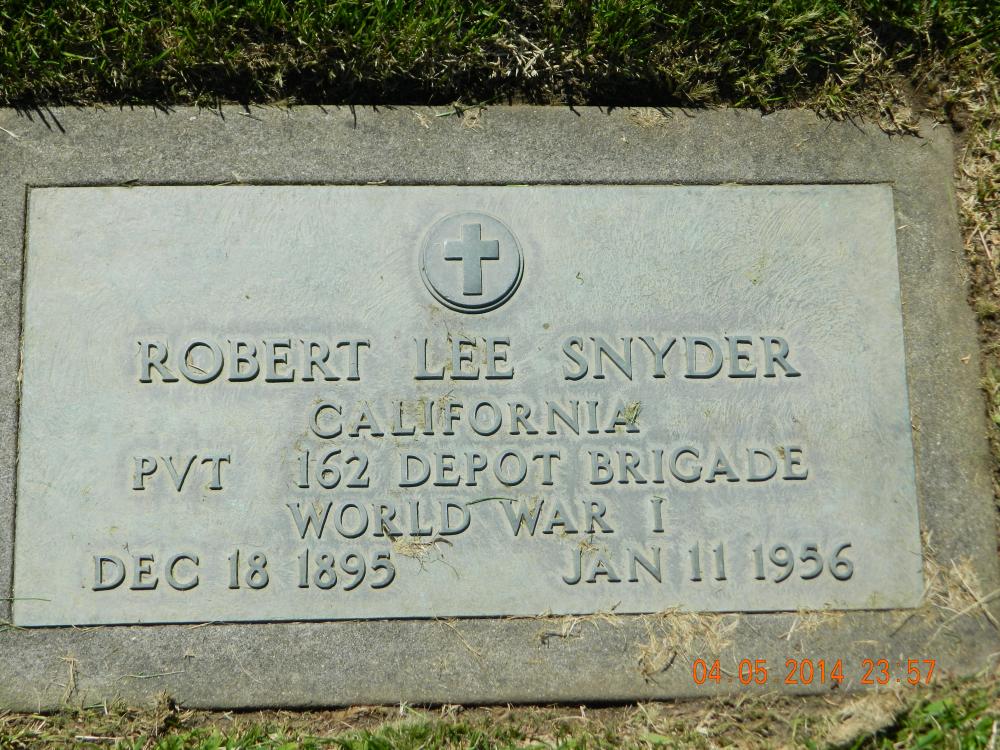 ROBERT LEE SNYDER
CALIFORNIA
PVT 162 DEPOT BRIGADE
WORLD WAR I
DEC 18 1895 JAN 11 1956
04 05 2014 23:57